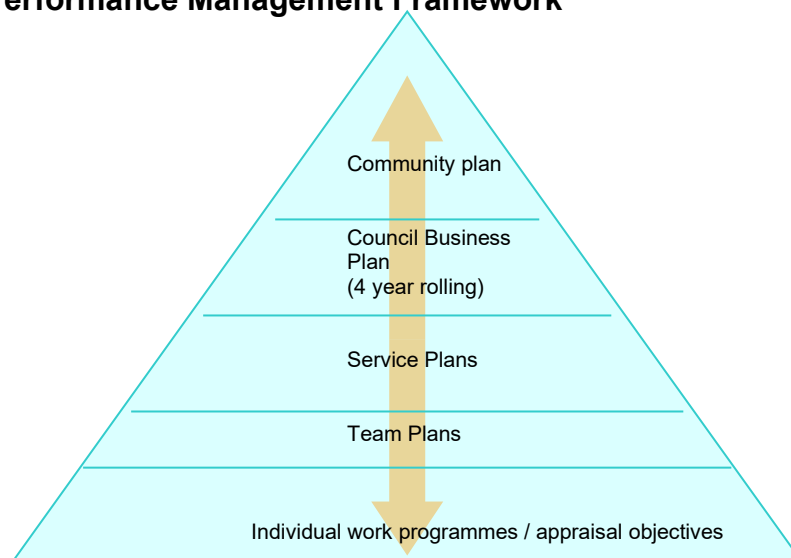 erformance Management Framework
Community plan
Council Business
Plan
(4 year rolling)
Service Plans
Team Plans
Individual work programmes / appraisal objectives